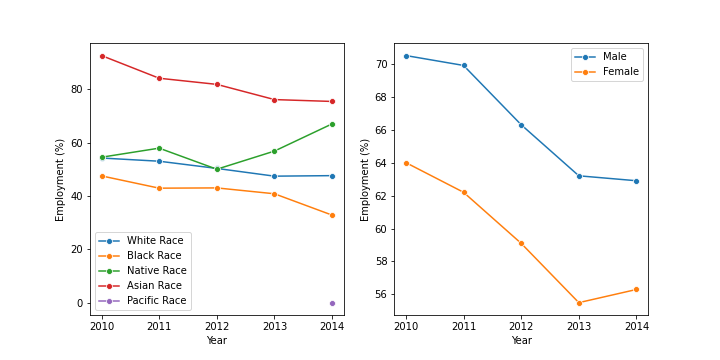 Employment (%)
80
60
40
20
0
White Race
Black Race
Native Race
Asian Race
Pacific Race
2010 2011 2012 2013 2014
Year
Employment (%)
70
68
66
64
62
60
58
56
Male
Female
2010 2011 2012 2013 2014
Year